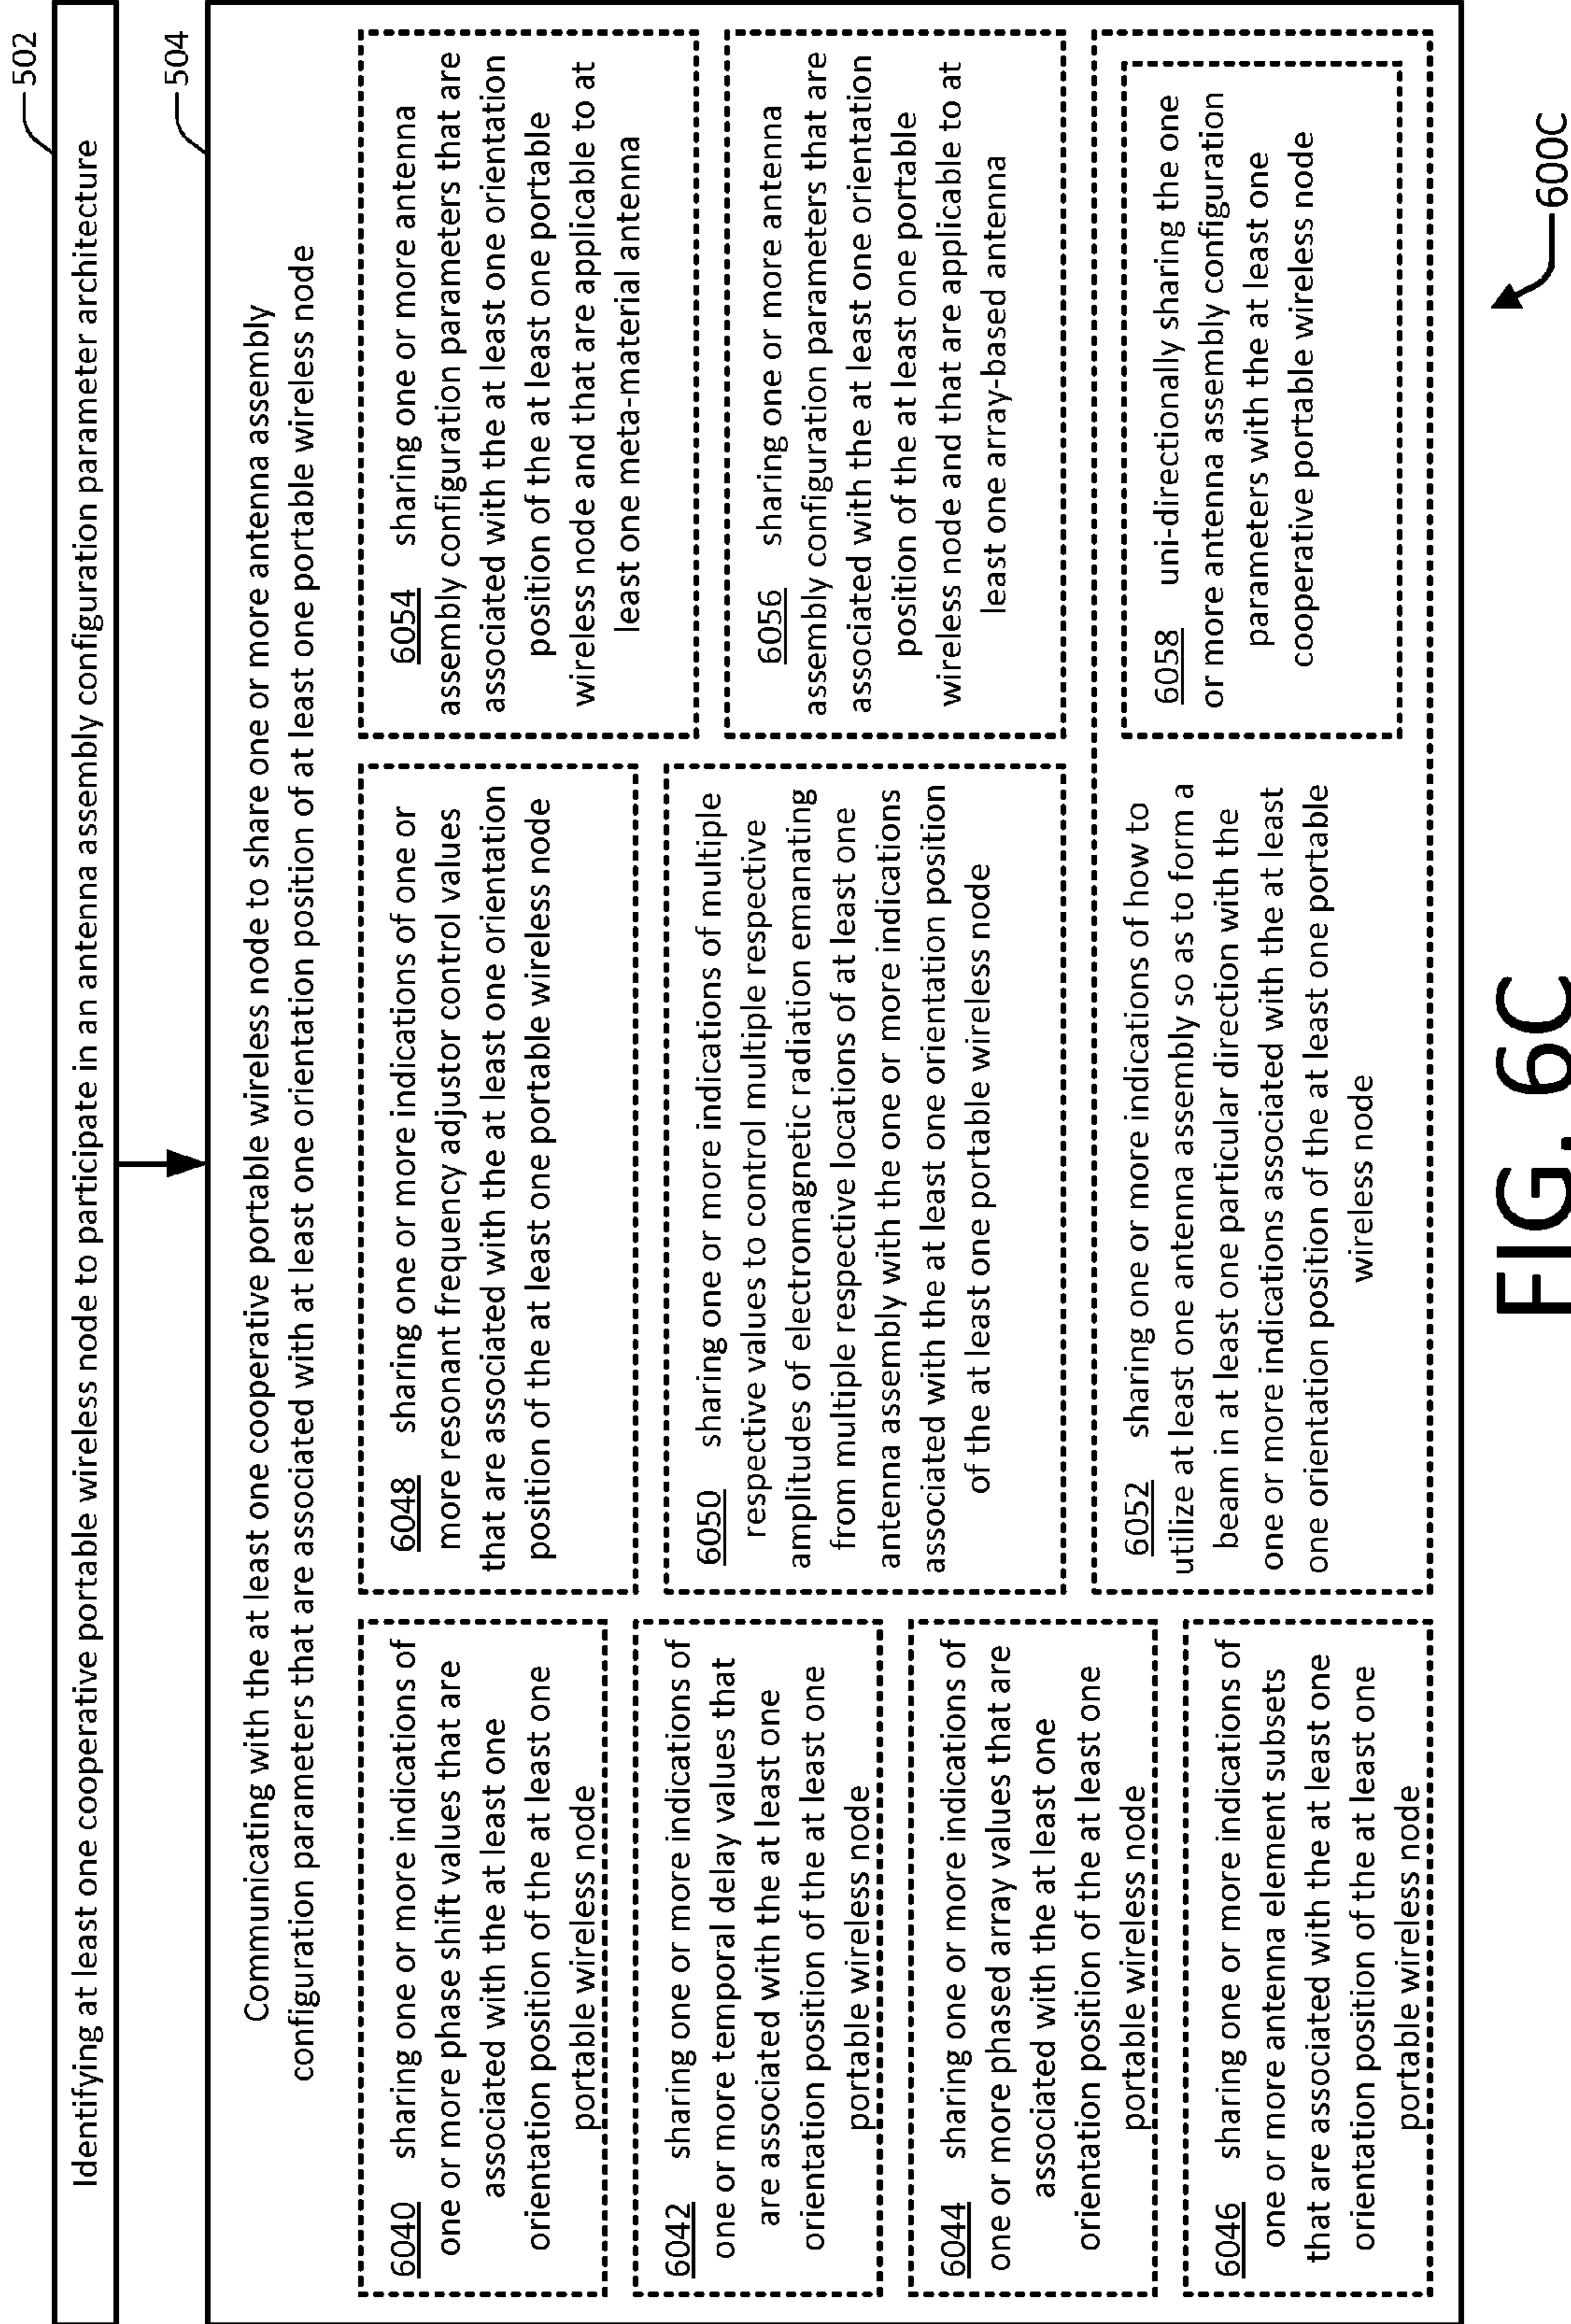 502
Identifying at least one cooperative portable wireless node to participate in an antenna assembly configuration parameter architecture
504
Communicating with the at least one cooperative portable wireless node to share one or more antenna assembly
configuration parameters that are associated with at least one orientation position of at least one portable wireless node
6040 sharing one or more indications of
one or more phase shift values that are
associated with the at least one
orientation position of the at least one
portable wireless node
6042 sharing one or more indications of
one or more temporal delay values that
are associated with the at least one
orientation position of the at least one
portable wireless node
6044 sharing one or more indications of
one or more phased array values that are
associated with the at least one
orientation position of the at least one
portable wireless node
6046 sharing one or more indications of
one or more antenna element subsets
that are associated with the at least one
orientation position of the at least one
portable wireless node
6048 sharing one or more indications of one or
more resonant frequency adjustor control values
that are associated with the at least one orientation
position of the at least one portable wireless node
6050 sharing one or more indications of multiple
respective values to control multiple respective
amplitudes of electromagnetic radiation emanating
from multiple respective locations of at least one
antenna assembly with the one or more indications
associated with the at least one orientation position
of the at least one portable wireless node
6052 sharing one or more indications of how to
utilize at least one antenna assembly so as to form a
beam in at least one particular direction with the
one or more indications associated with the at least
one orientation position of the at least one portable
wireless node
6054 sharing one or more antenna
assembly configuration parameters that are
associated with the at least one orientation
position of the at least one portable
wireless node and that are applicable to at
least one meta-material antenna
6056 sharing one or more antenna
assembly configuration parameters that are
associated with the at least one orientation
position of the at least one portable
wireless node and that are applicable to at
least one array-based antenna
6058 uni-directionally sharing the one
or more antenna assembly configuration
parameters with the at least one
cooperative portable wireless node
600C
FIG. 6C